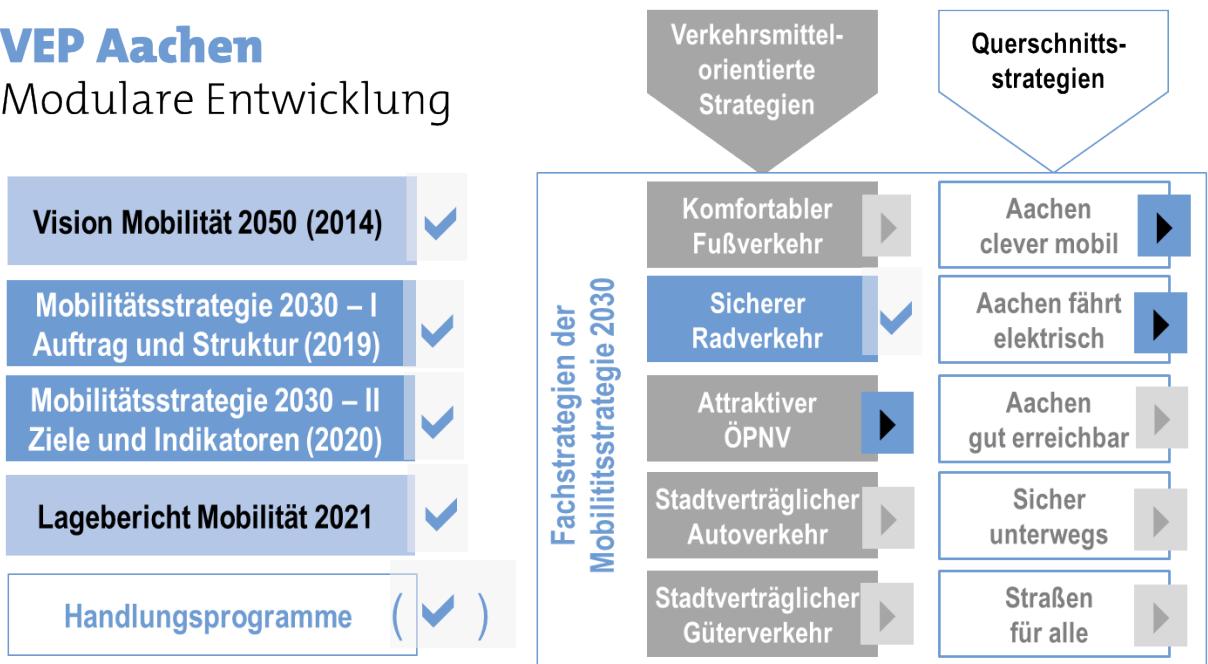 VEP Aachen
Modulare Entwicklung
Vision Mobilität 2050 (2014)
Mobilitätsstrategie 2030 – I
Auftrag und Struktur (2019)
Mobilitätsstrategie 2030 – II
Ziele und Indikatoren (2020)
Lagebericht Mobilität 2021
Handlungsprogramme ( )
Fachstrategien der
Mobilititsstrategie 2030
Verkehrsmittel-
orientierte
Strategien
Komfortabler
Fußverkehr
Sicherer
Radverkehr
Attraktiver
ÖPNV
Stadtverträglicher
Autoverkehr
Stadtverträglicher
Güterverkehr
Querschnitts-
strategien
Aachen
clever mobil
Aachen fährt
elektrisch
Aachen
gut erreichbar
Sicher
unterwegs
Straßen
für alle